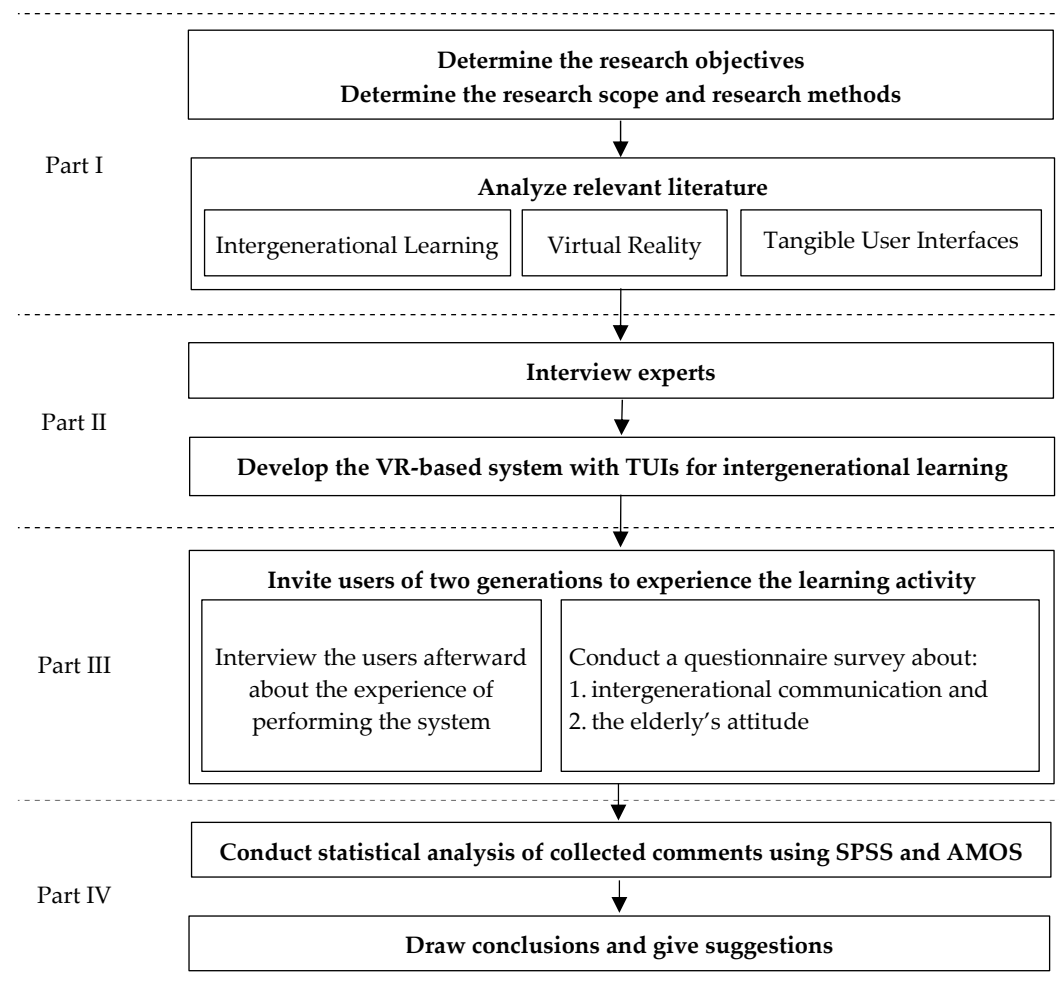 Determine the research objectives
Determine the research scope and research methods
Part I
Analyze relevant literature
Intergenerational Learning
Virtual Reality
Tangible User Interfaces
Interview experts
Part II
Develop the VR-based system with TUIs for intergenerational learning
Invite users of two generations to experience the learning activity
Part III
Interview the users afterward
about the experience of
performing the system
Conduct a questionnaire survey about:
1. intergenerational communication and
2. the elderly’s attitude
Conduct statistical analysis of collected comments using SPSS and AMOS
Part IV
Draw conclusions and give suggestions